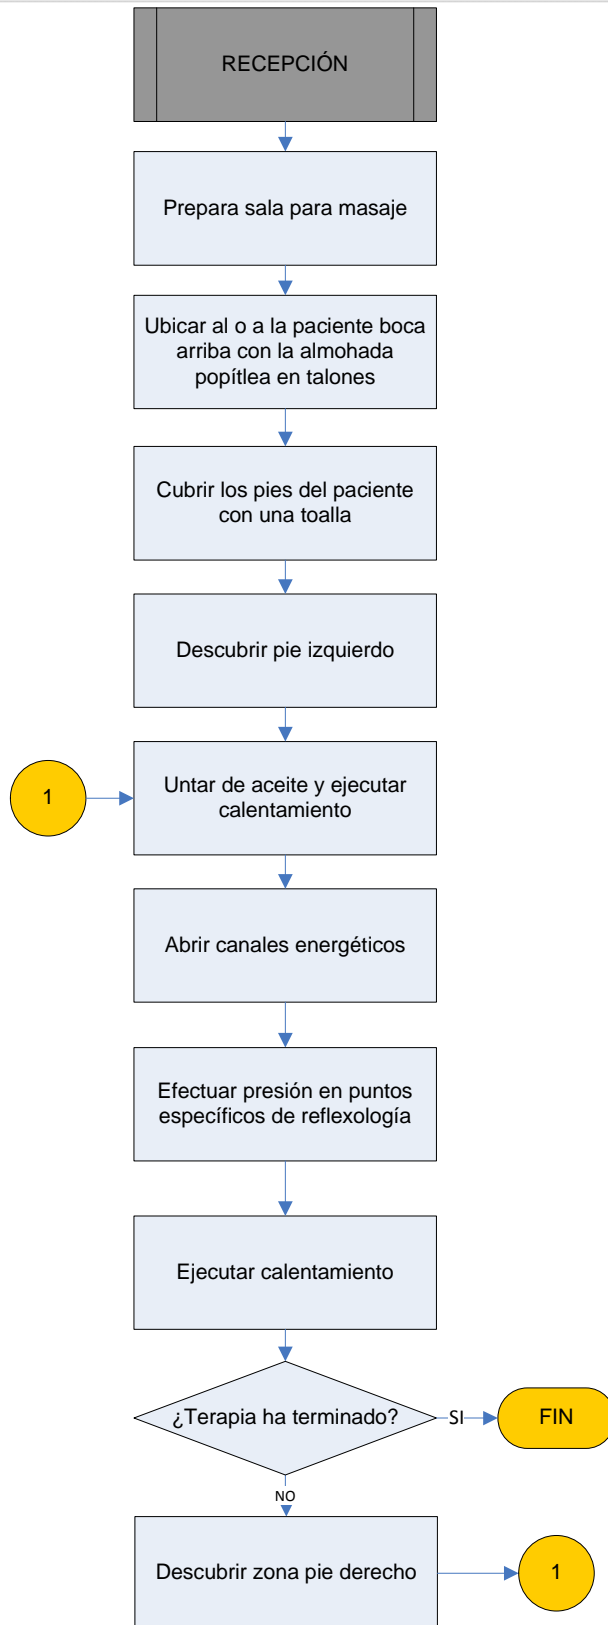 RECEPCIÓN
Prepara sala para masaje
Ubicar al o a la paciente boca
arriba con la almohada
popítlea en talones
Cubrir los pies del paciente
con una toalla
Descubrir pie izquierdo
1
Untar de aceite y ejecutar
calentamiento
Abrir canales energéticos
Efectuar presión en puntos
específicos de reflexología
Ejecutar calentamiento
¿Terapia ha terminado?
SI
FIN
NO
Descubrir zona pie derecho
1